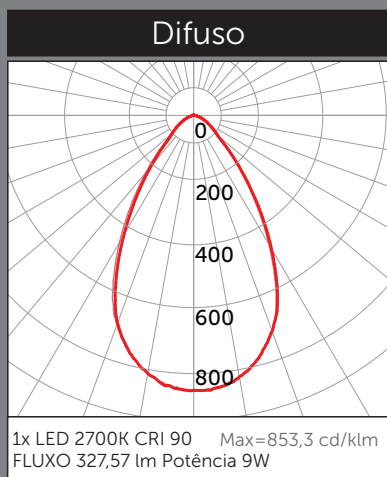 Difuso
0
200
400
600
800
1x LED 2700K CRI 90 Max=853,3 cd/klm
FLUXO 327,57 lm Potência 9W